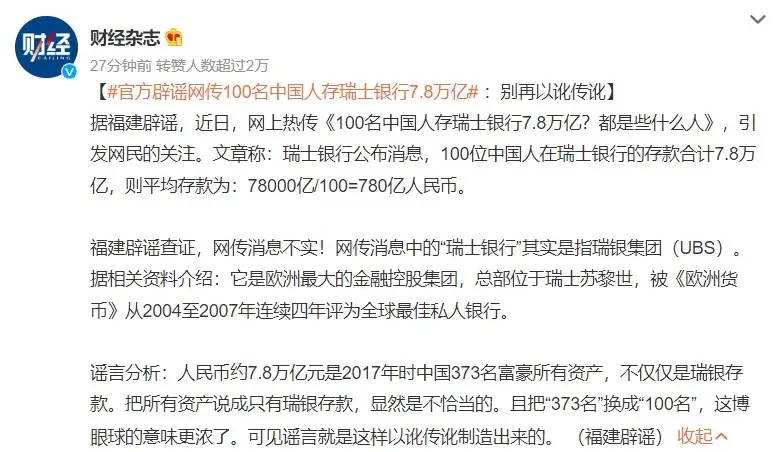 财经
CAIJING
财经杂志
27分钟前 转赞人数超过2万
【#官方辟谣网传100名中国人存瑞士银行7.8万亿#：别再以讹传讹】
据福建辟谣，近日，网上热传《100名中国人存瑞士银行7.8万亿？都是些什么人》，引
发网民的关注。文章称：瑞士银行公布消息，100位中国人在瑞士银行的存款合计7.8万
亿，则平均存款为：78000亿/100=780亿人民币。
福建辟谣查证，网传消息不实！网传消息中的“瑞士银行”其实是指瑞银集团（UBS）。
据相关资料介绍：它是欧洲最大的金融控股集团，总部位于瑞士苏黎世，被《欧洲货
币》从2004至2007年连续四年评为全球最佳私人银行。
谣言分析：人民币约7.8万亿元是2017年时中国373名富豪所有资产，不仅仅是瑞银存
款。把所有资产说成只有瑞银存款，显然是不恰当的。且把“373名”换成“100名”，这博
眼球的意味更浓了。可见谣言就是这样以讹传讹制造出来的。（福建辟谣） 收起